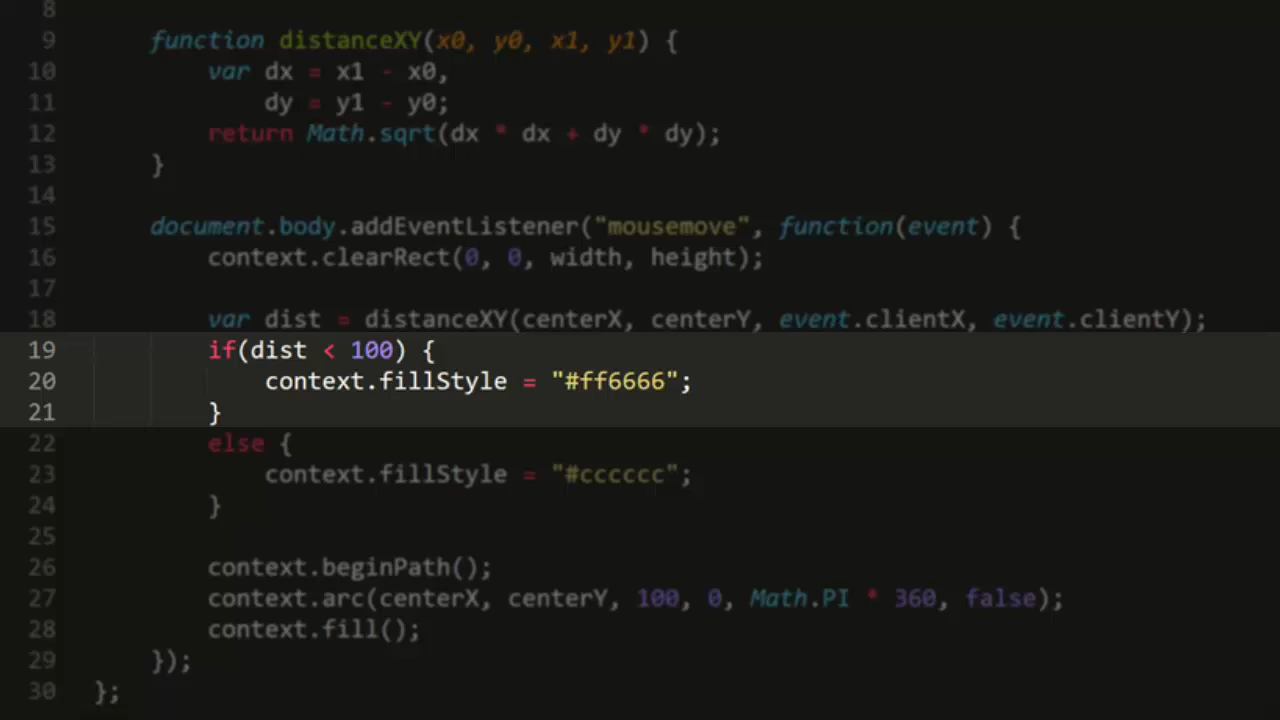 8
9 function distanceXY(x0, y0, x1, y1) {
10 var dx = x1 - x0,
11 dy = y1 - y0;
12 return Math.sqrt(dx * dx + dy * dy);
13 }
14
15 document.body.addEventListener("mousemove", function(event) {
16 context.clearRect(0, 0, width, height);
17
18 var dist = distanceXY(centerX, centerY, event.clientX, event.clientY);
19 if(dist < 100) {
20 context.fillStyle = "#ff6666";
21 }
22 else {
23 context.fillStyle = "#cccccc";
24 }
25
26 context.beginPath();
27 context.arc(centerX, centerY, 100, 0, Math.PI * 360, false);
28 context.fill();
29 });
30 };